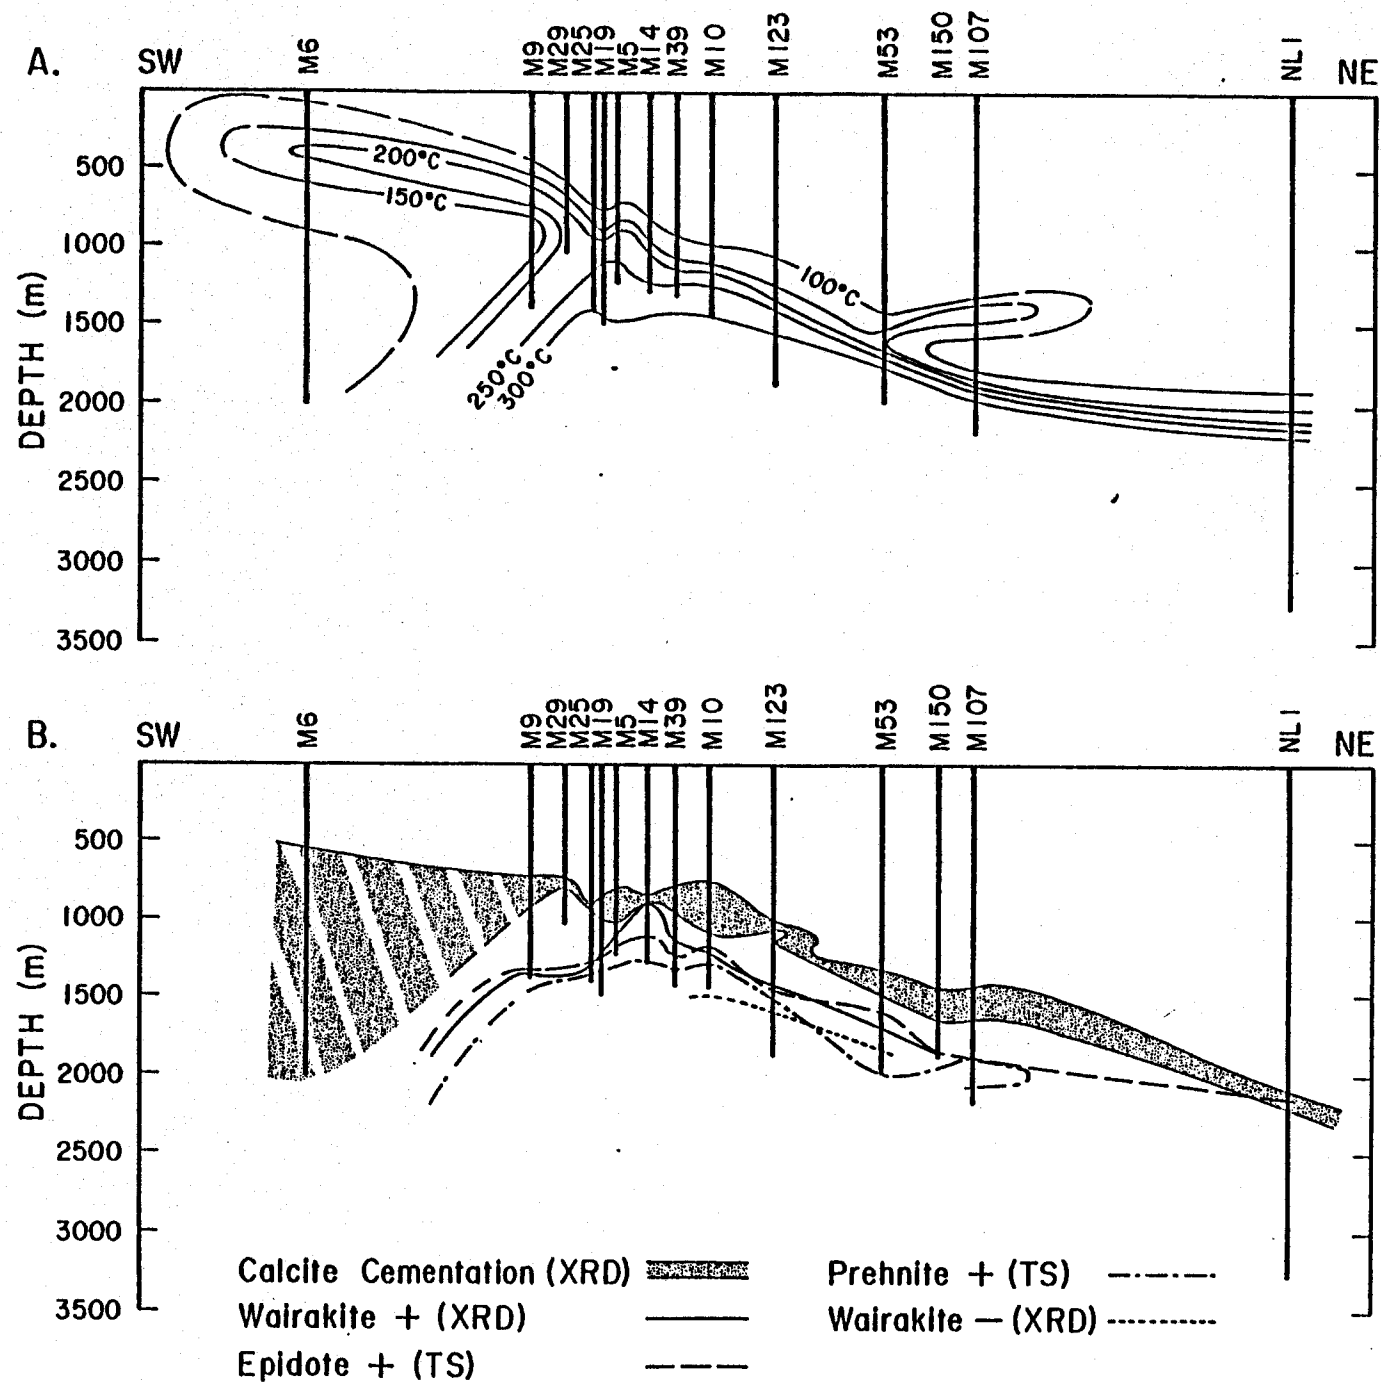 A. SW M6 M9 M29 M25 M19 M5 M14 M39 M10 M123 M53 M150 M107 NL1 NE
DEPTH (m)
500
1000
1500
2000
2500
3000
3500
200°C
150°C
100°C
250°C
300°C
B. SW M6 M9 M29 M25 M19 M5 M14 M39 M10 M123 M53 M150 M107 NL1 NE
DEPTH (m)
500
1000
1500
2000
2500
3000
3500
Calcite Cementation (XRD)
Wairakite + (XRD)
Epidote + (TS)
Prehnite + (TS)
Wairakite — (XRD)